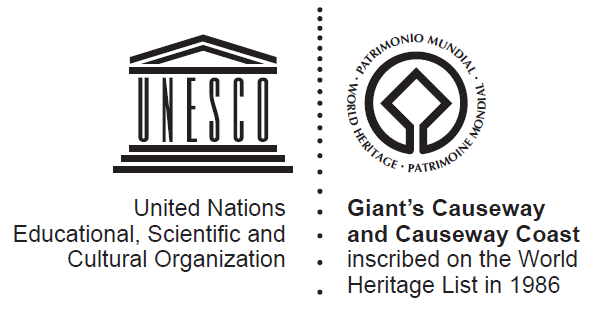 UNESCO
United Nations
Educational, Scientific and
Cultural Organization
· PATRIMONIO MUNDIAL · WORLD HERITAGE · PATRIMOINE MONDIAL
Giant's Causeway
and Causeway Coast
inscribed on the World
Heritage List in 1986